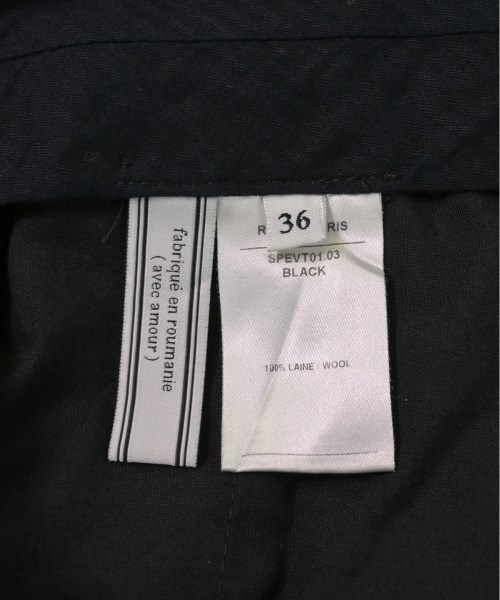 fabriqué en roumanie
(avec amour)
36
SPEVT01.03
BLACK
100% LAINE / WOOL